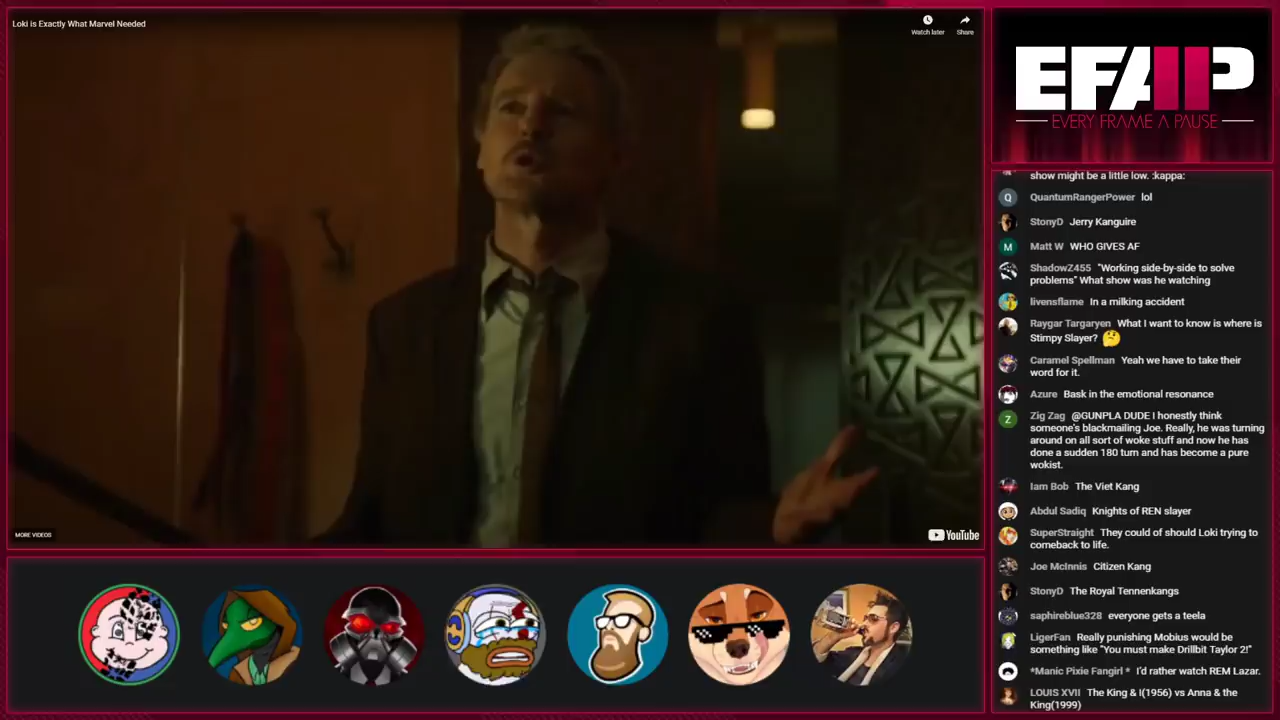 Loki is Exactly What Marvel Needed
Watch later
Share
MORE VIDEOS
YouTube
EFAP
EVERY FRAME A PAUSE
show might be a little low. :kappa:
Q
QuantumRangerPower lol
StonyD Jerry Kanguire
M
Matt W WHO GIVES AF
ShadowZ455 "Working side-by-side to solve
problems" What show was he watching
livensflame In a milking accident
Raygar Targaryen What I want to know is where is
Stimpy Slayer?
Caramel Spellman Yeah we have to take their
word for it.
Azure Bask in the emotional resonance
Z
Zig Zag @GUNPLA DUDE I honestly think
someone's blackmailing Joe. Really, he was turning
around on all sort of woke stuff and now he has
done a sudden 180 turn and has become a pure
wokist.
Iam Bob The Viet Kang
Abdul Sadiq Knights of REN slayer
SuperStraight They could of should Loki trying to
comeback to life.
Joe McInnis Citizen Kang
StonyD The Royal Tennenkangs
saphireblue328 everyone gets a teela
LigerFan Really punishing Mobius would be
something like "You must make Drillbit Taylor 2!"
*Manic Pixie Fangirl * I'd rather watch REM Lazar.
LOUIS XVII The King & I(1956) vs Anna & the
King(1999)